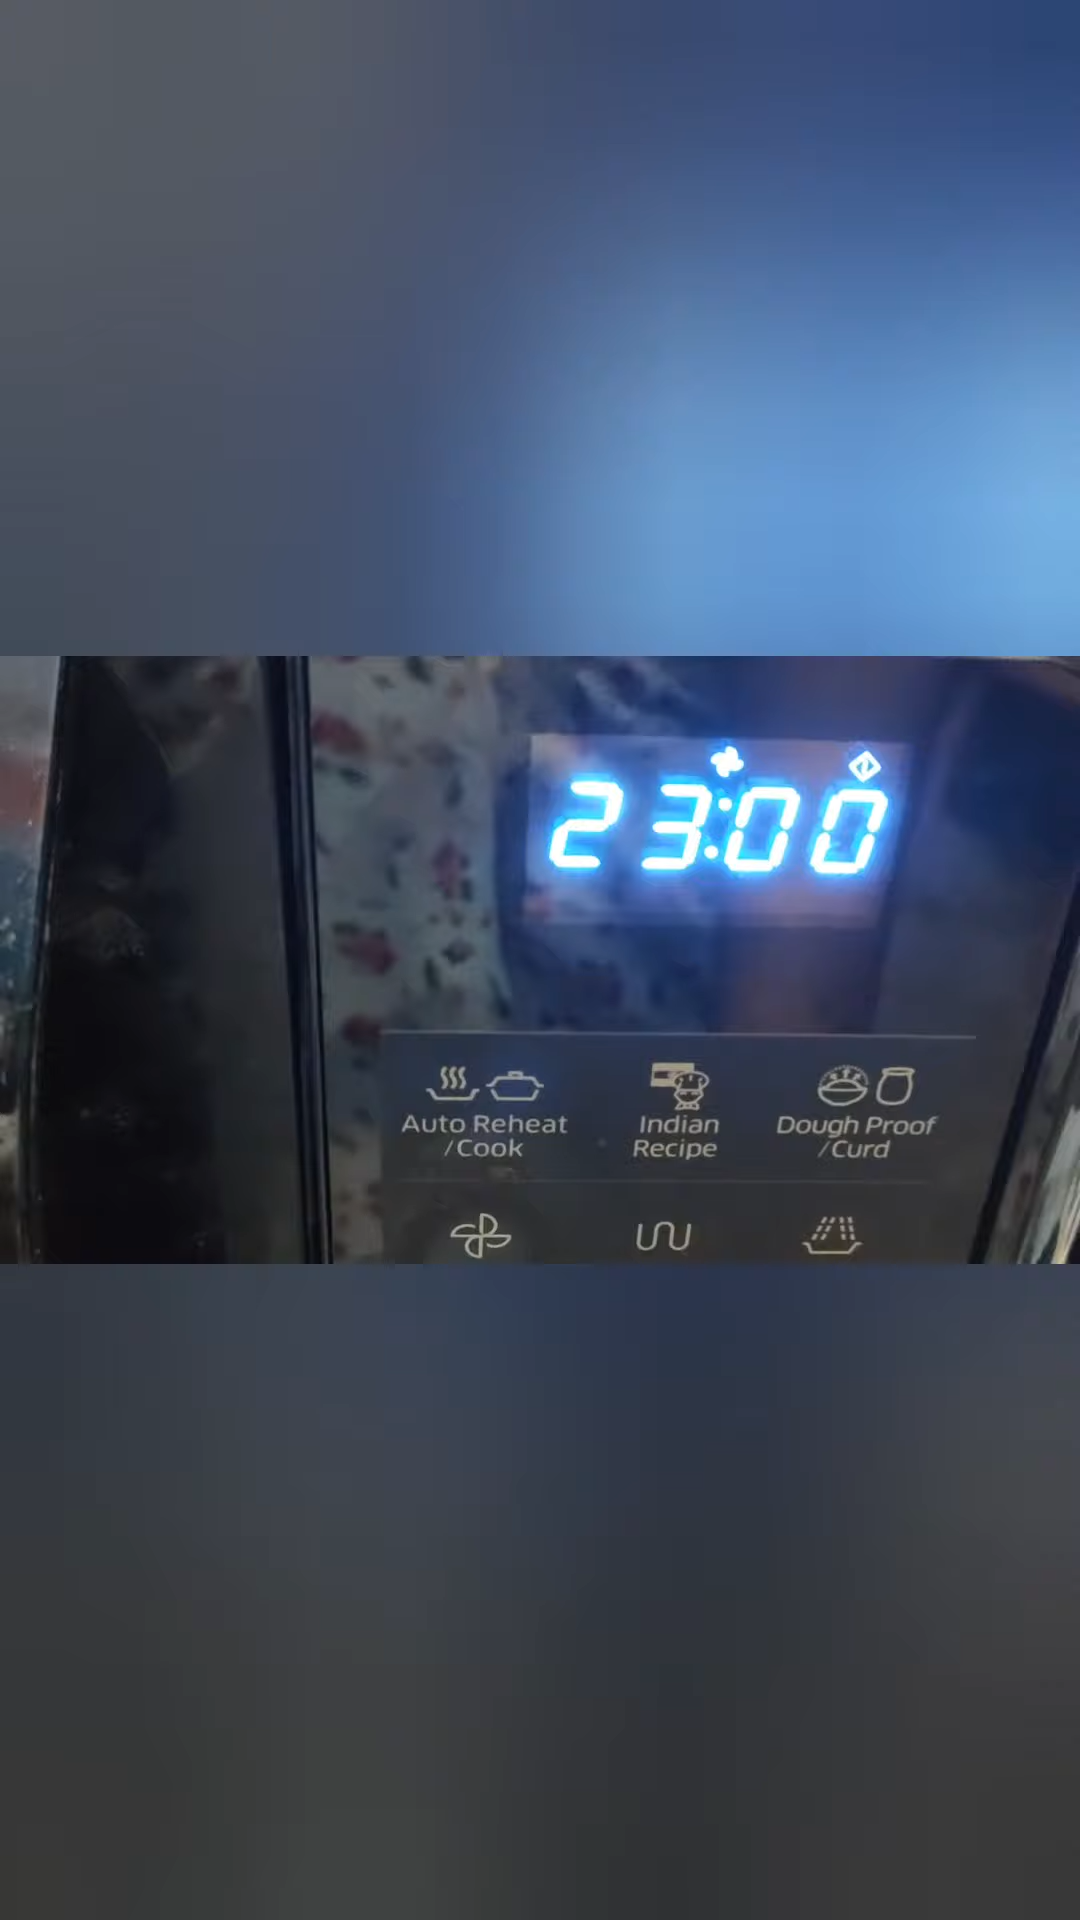 23:00
Auto Reheat
/Cook
Indian
Recipe
Dough Proof
/Curd